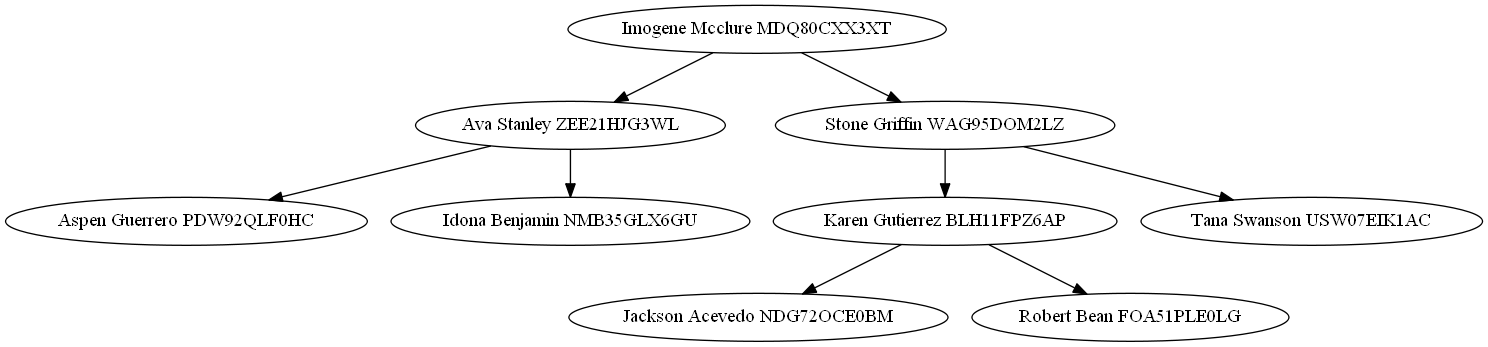 Imogene Mcclure MDQ80CXX3XT
Ava Stanley ZEE21HJG3WL
Stone Griffin WAG95DOM2LZ
Aspen Guerrero PDW92QLF0HC
Idona Benjamin NMB35GLX6GU
Karen Gutierrez BLH11FPZ6AP
Tana Swanson USW07EIK1AC
Jackson Acevedo NDG72OCE0BM
Robert Bean FOA51PLE0LG